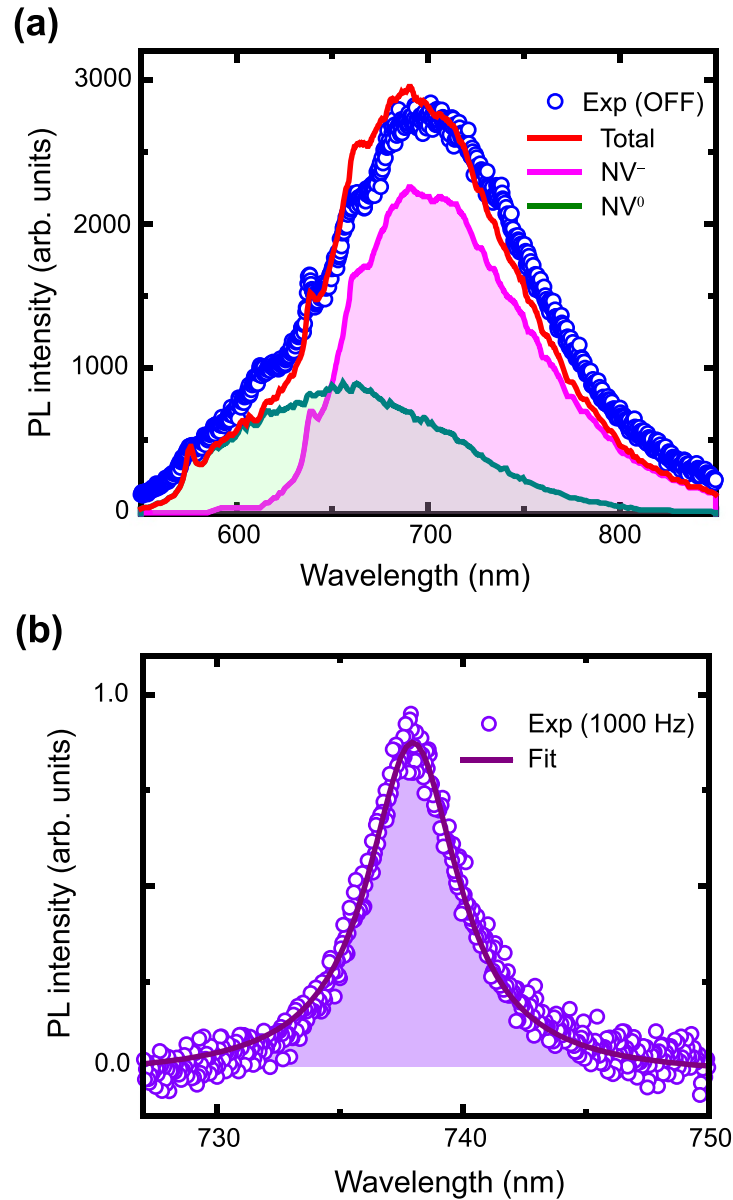 (a)
PL intensity (arb. units)
3000
2000
1000
0
Exp (OFF)
Total
NV⁻
NV⁰
600
700
800
Wavelength (nm)
(b)
PL intensity (arb. units)
1.0
0.0
Exp (1000 Hz)
Fit
730
740
750
Wavelength (nm)